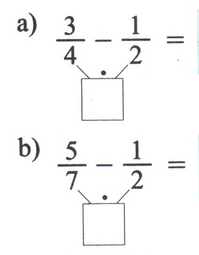 a) 3/4 − 1/2 =
b) 5/7 − 1/2 =